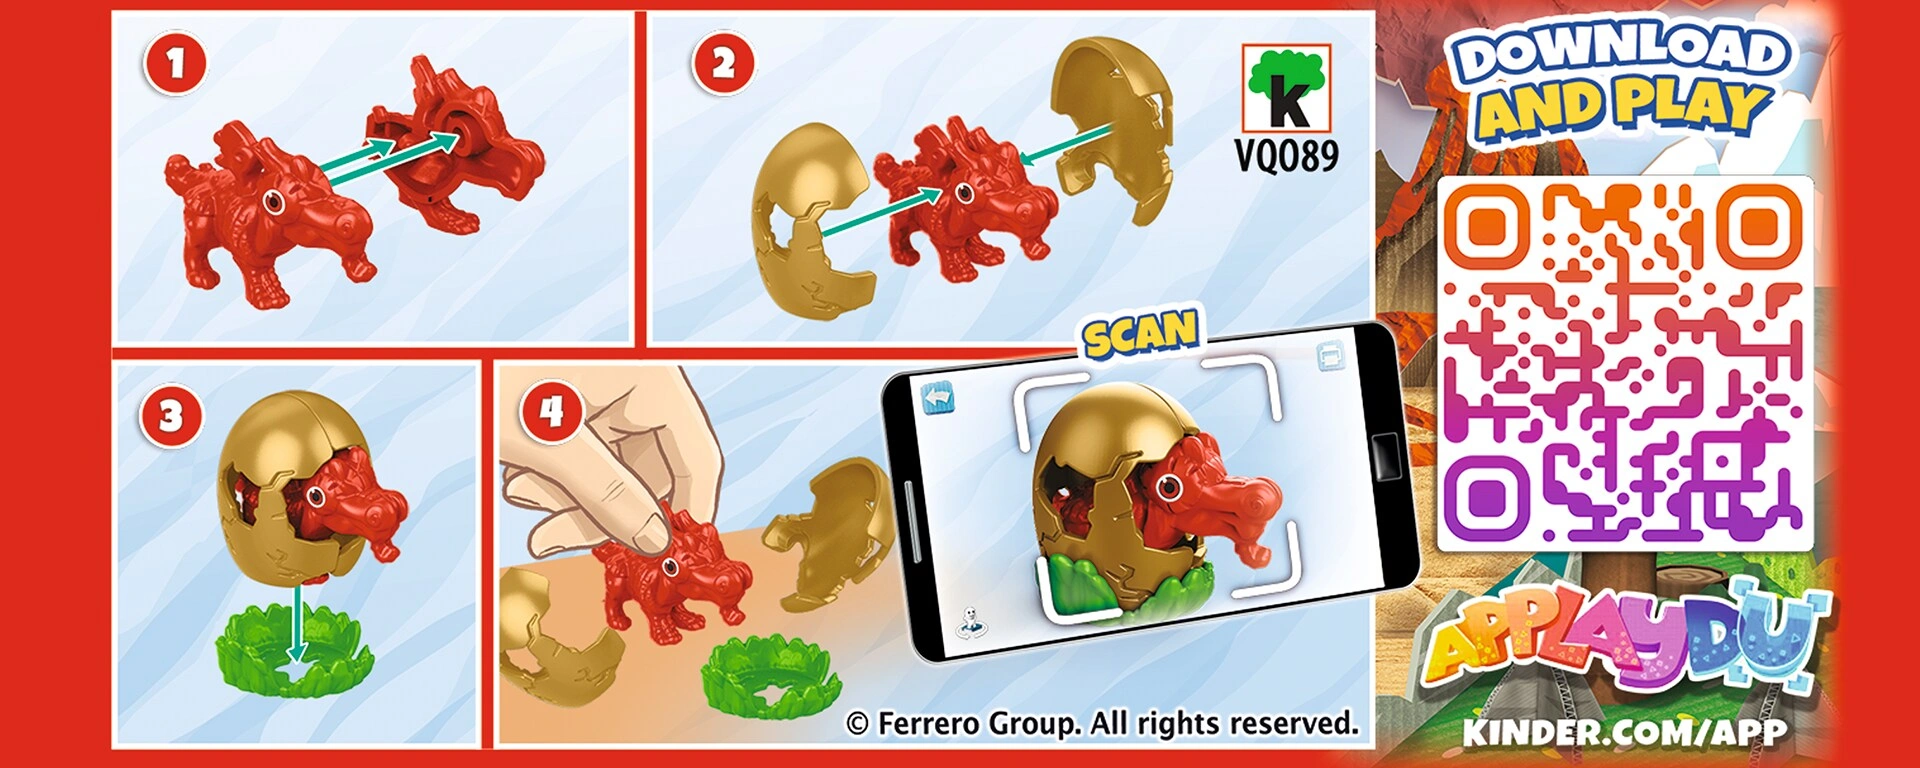 1
2
K
VQ089
3
SCAN
4
© Ferrero Group. All rights reserved.
DOWNLOAD
AND PLAY
APPLAYDU
KINDER.COM/APP